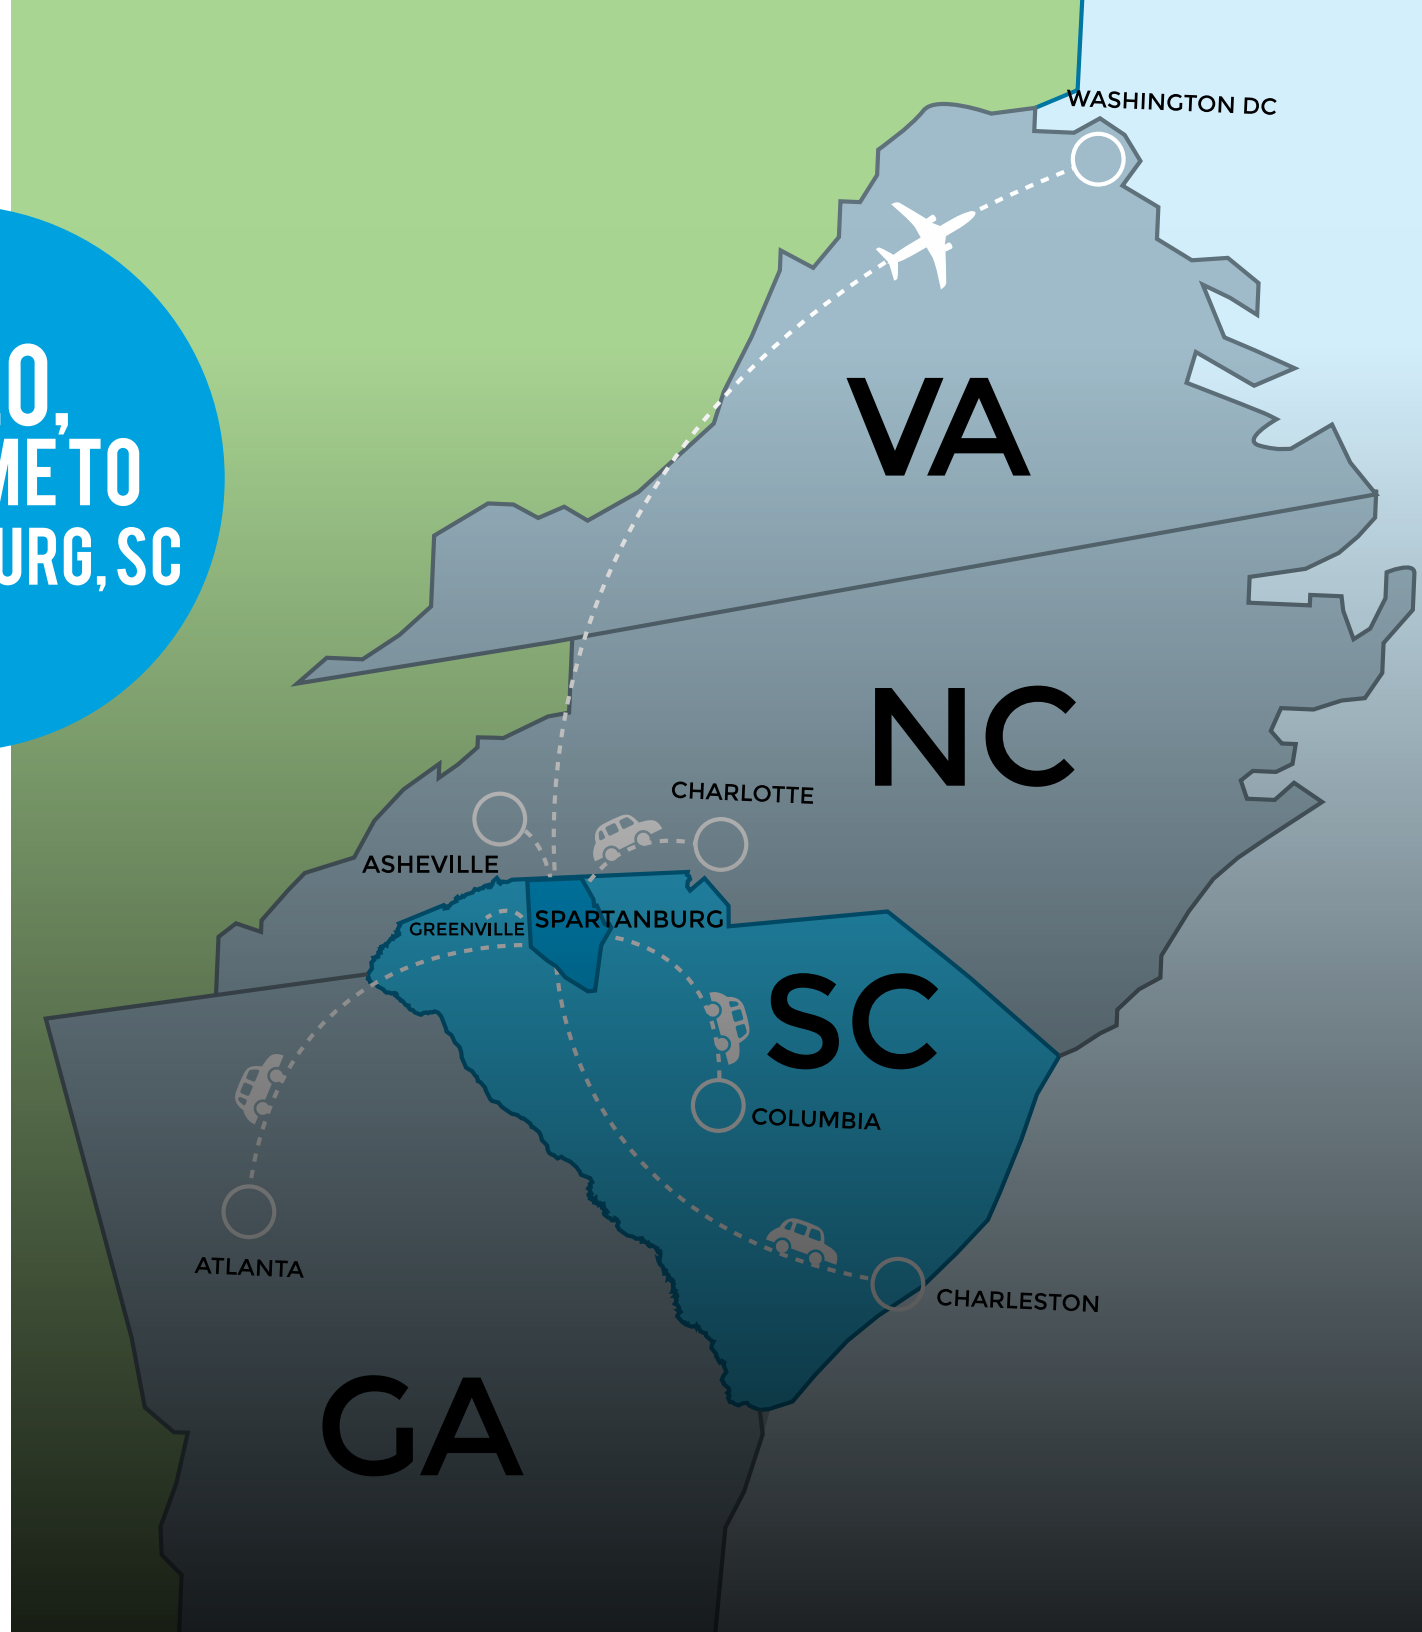 WASHINGTON DC
O,
ME TO
URG, SC
VA
NC
CHARLOTTE
ASHEVILLE
SPARTANBURG
GREENVILLE
SC
COLUMBIA
ATLANTA
CHARLESTON
GA